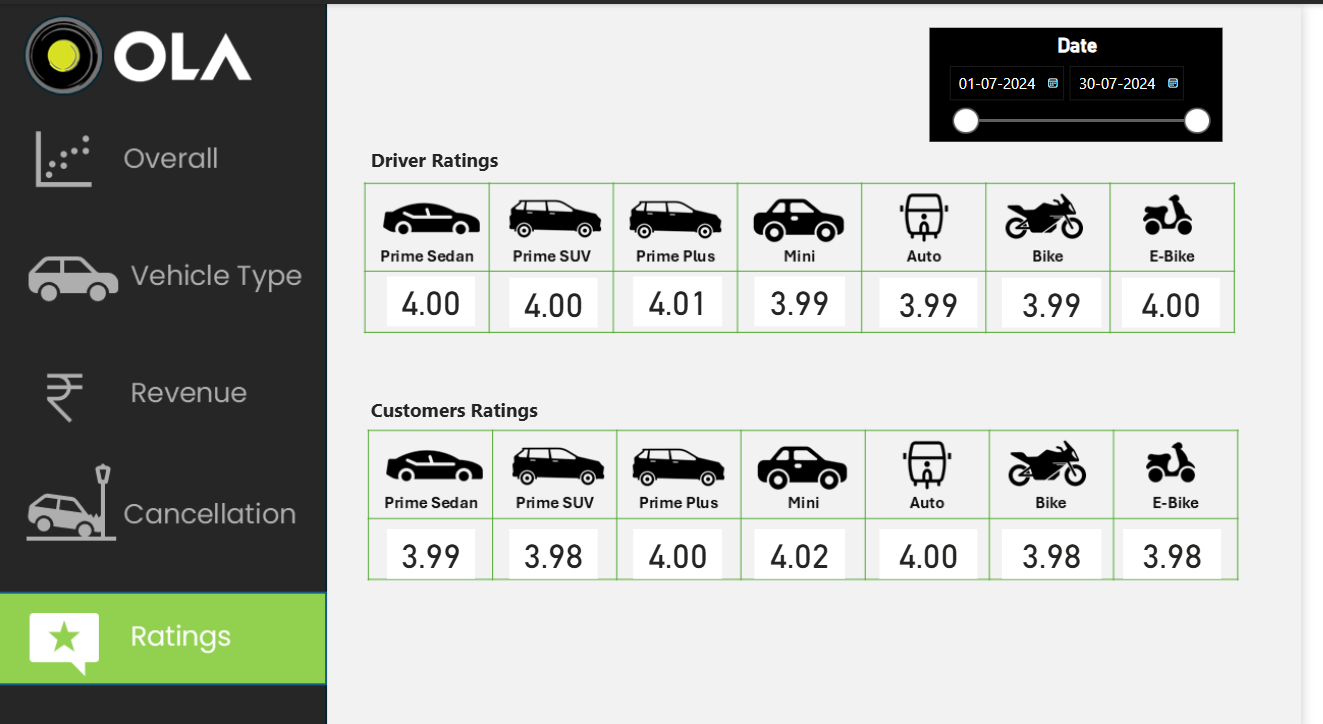 OLA
Overall
Vehicle Type
₹ Revenue
Cancellation
Ratings
Date
01-07-2024 30-07-2024
Driver Ratings
Prime Sedan Prime SUV Prime Plus Mini Auto Bike E-Bike
4.00 4.00 4.01 3.99 3.99 3.99 4.00
Customers Ratings
Prime Sedan Prime SUV Prime Plus Mini Auto Bike E-Bike
3.99 3.98 4.00 4.02 4.00 3.98 3.98